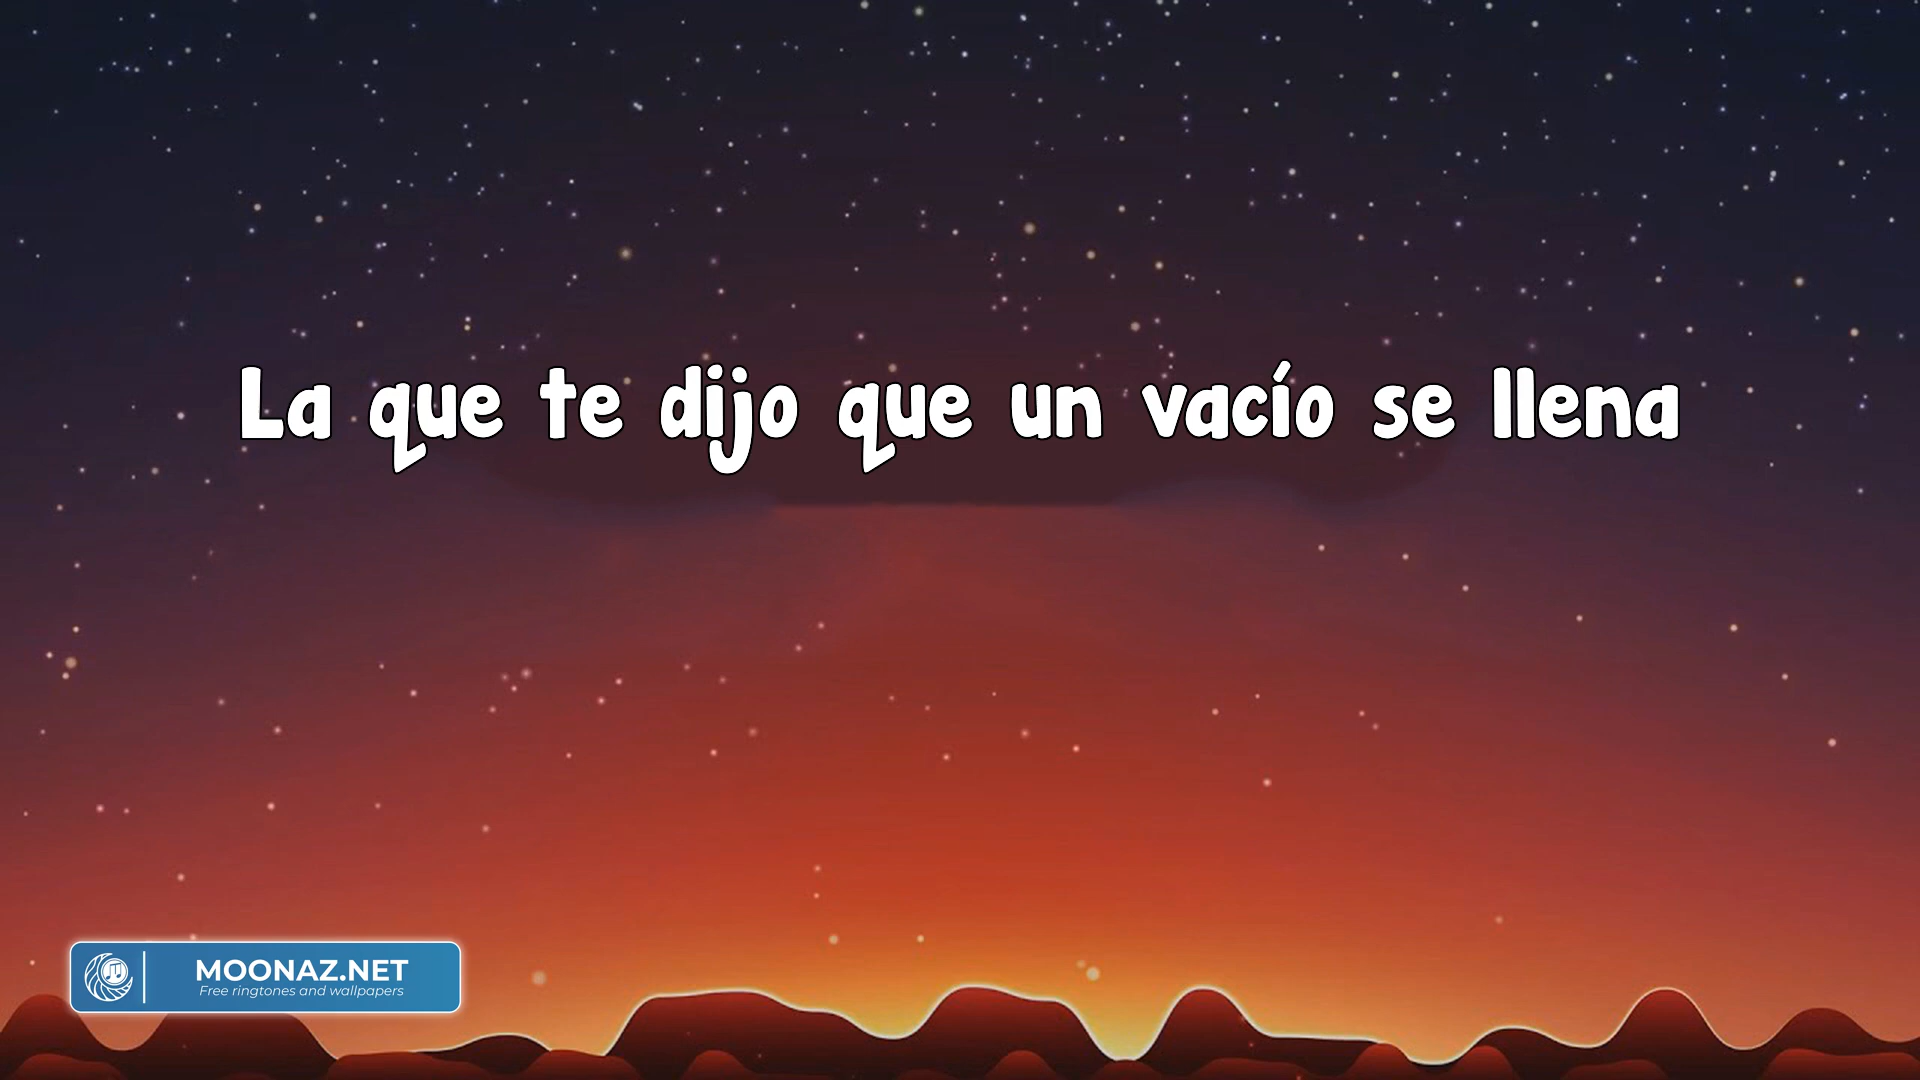 La que te dijo que un vacío se llena
MOONAZ.NET
Free ringtones and wallpapers